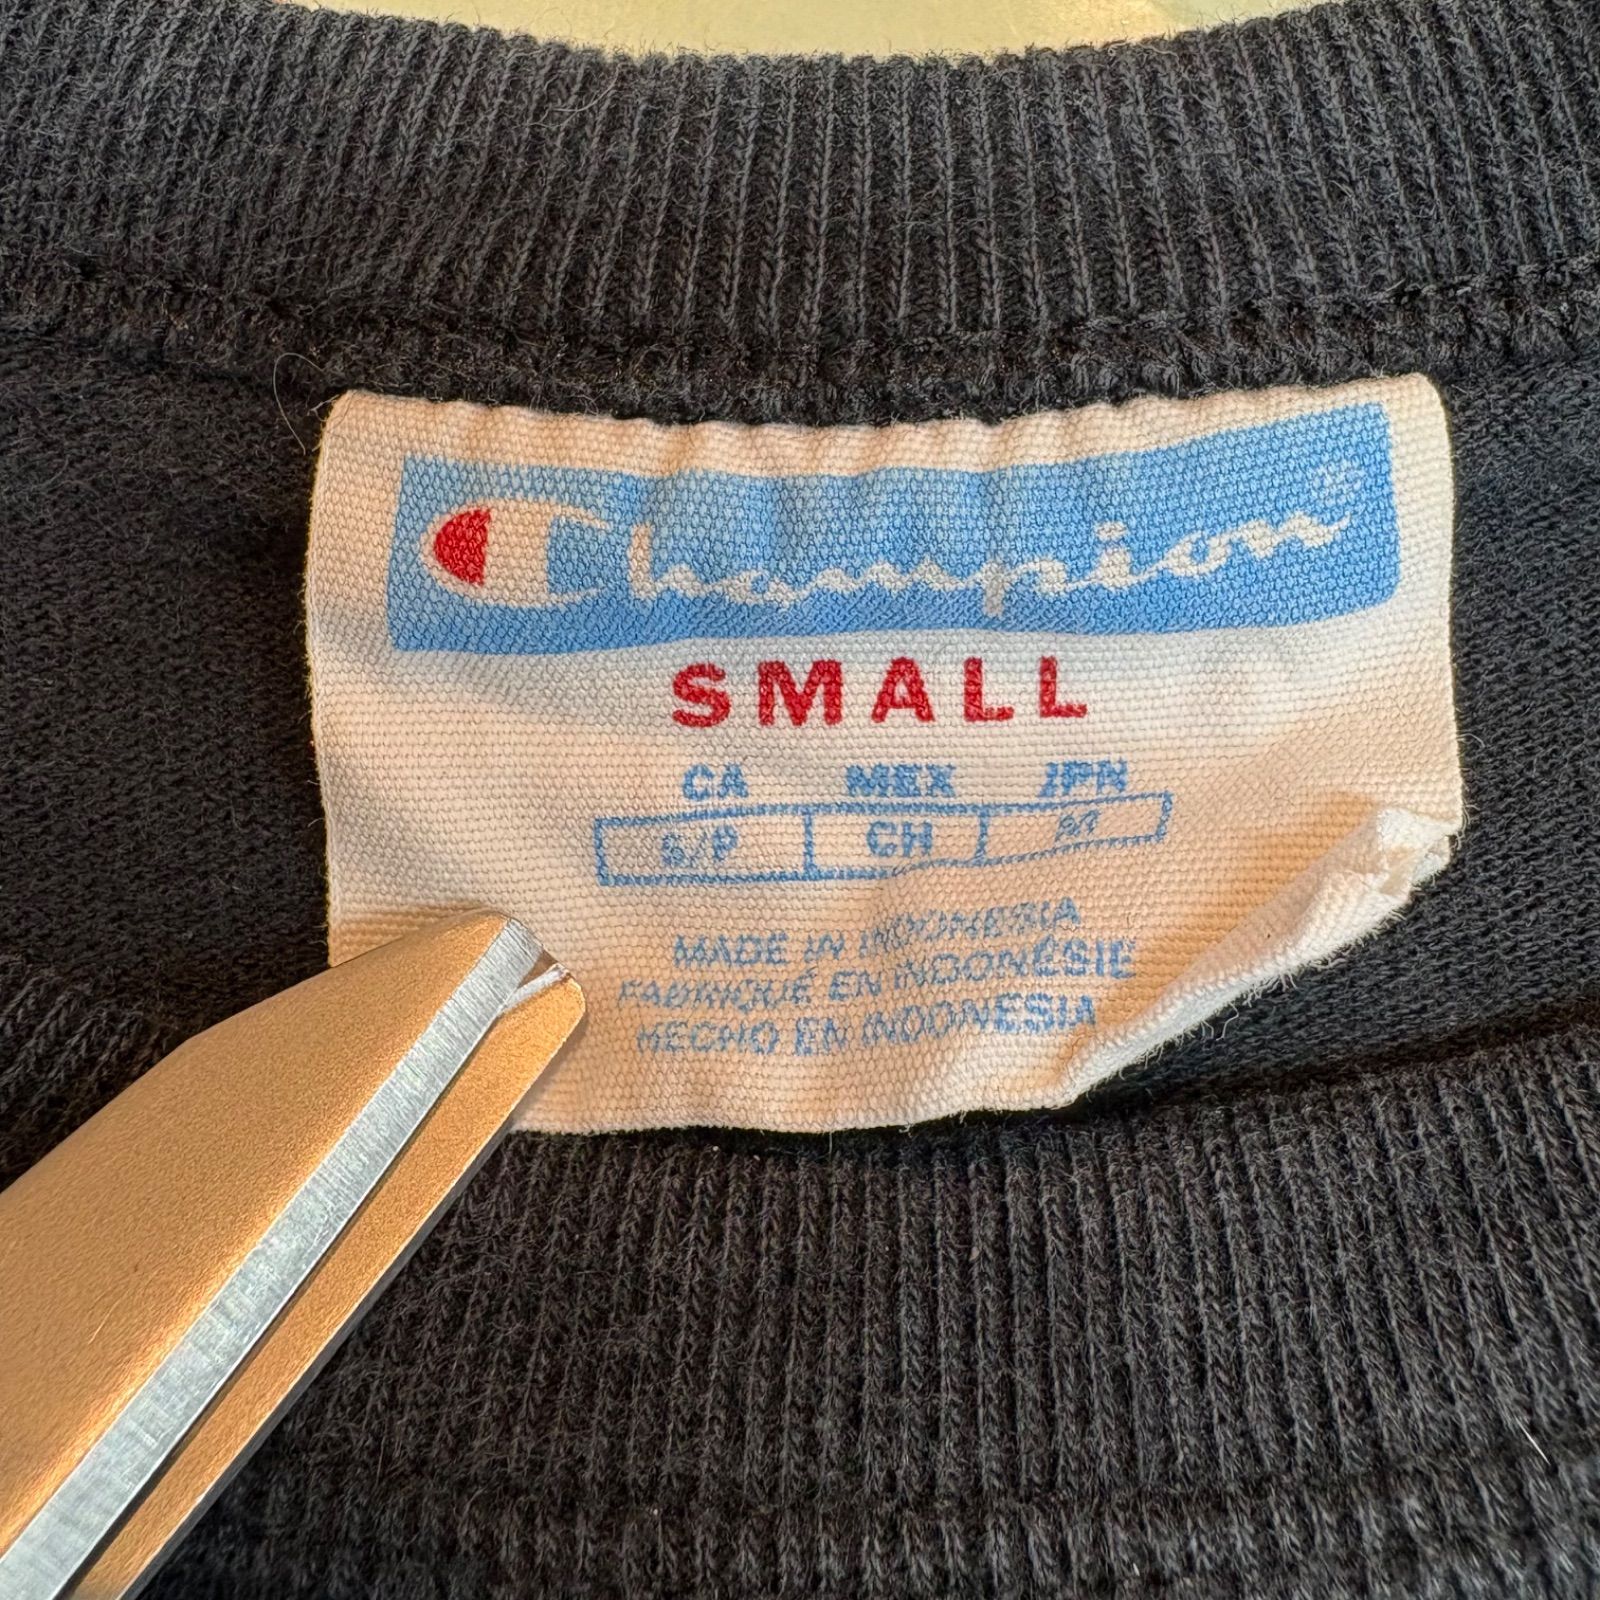 Champion®
SMALL
CA MEX JPN
S/P CH
MADE IN INDONESIA
FABRIQUÉ EN INDONÉSIE
HECHO EN INDONESIA